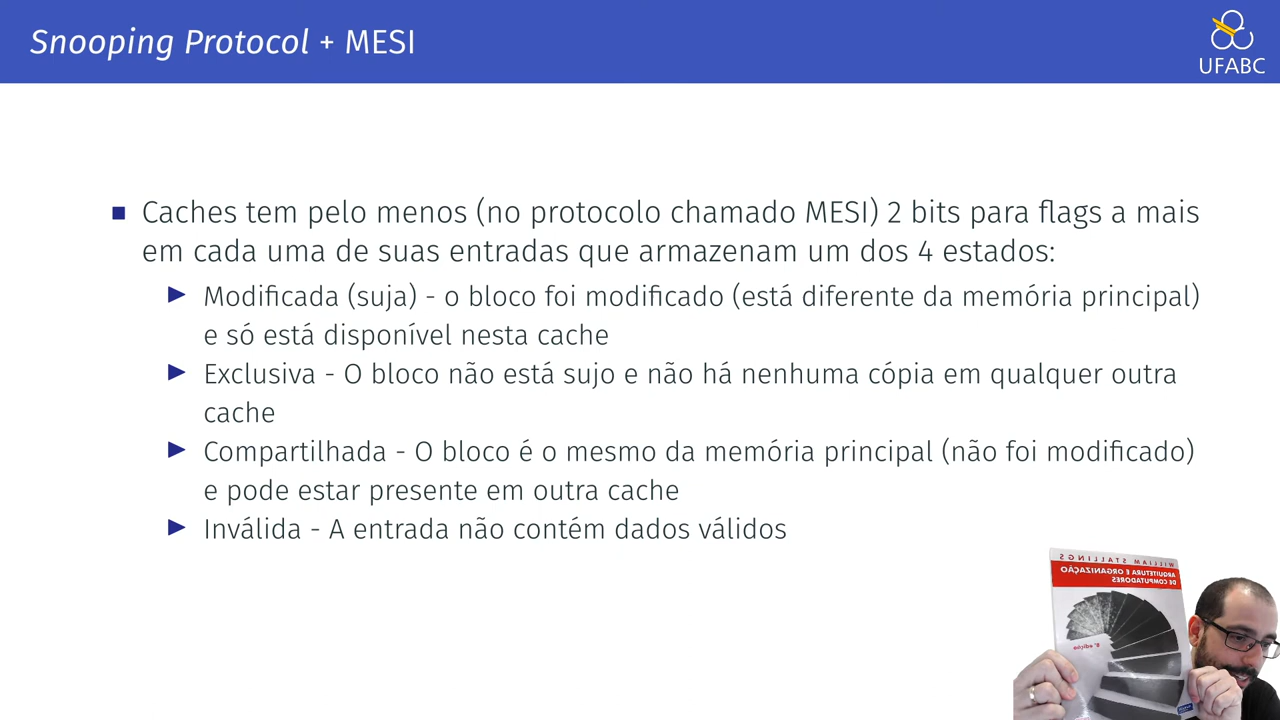 Snooping Protocol + MESI
UFABC
Caches tem pelo menos (no protocolo chamado MESI) 2 bits para flags a mais
em cada uma de suas entradas que armazenam um dos 4 estados:
Modificada (suja) - o bloco foi modificado (está diferente da memória principal)
e só está disponível nesta cache
Exclusiva - O bloco não está sujo e não há nenhuma cópia em qualquer outra
cache
Compartilhada - O bloco é o mesmo da memória principal (não foi modificado)
e pode estar presente em outra cache
Inválida - A entrada não contém dados válidos
WILLIAM STALLINGS
ARQUITETURA E ORGANIZAÇÃO
DE COMPUTADORES
8ª edição